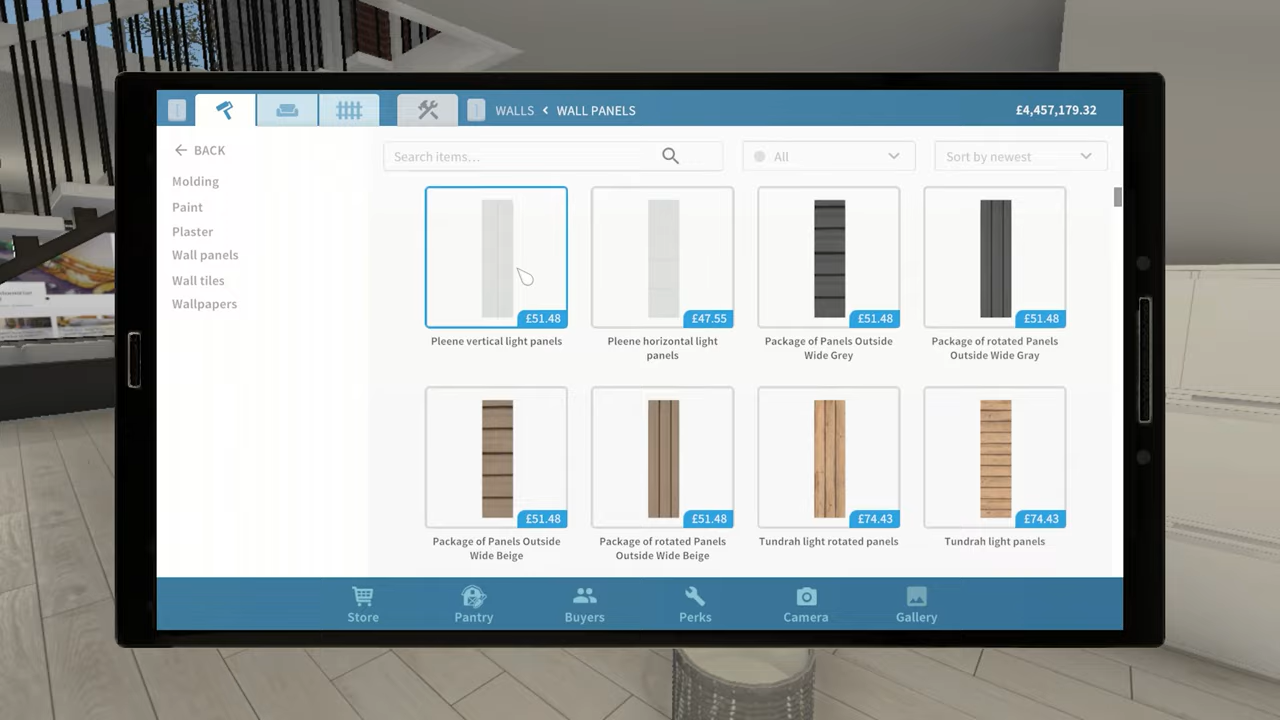 WALLS < WALL PANELS
£4,457,179.32
BACK
Molding
Paint
Plaster
Wall panels
Wall tiles
Wallpapers
Search items...
All
Sort by newest
£51.48
Pleene vertical light panels
£47.55
Pleene horizontal light
panels
£51.48
Package of Panels Outside
Wide Grey
£51.48
Package of rotated Panels
Outside Wide Gray
£51.48
Package of Panels Outside
Wide Beige
£51.48
Package of rotated Panels
Outside Wide Beige
£74.43
Tundrah light rotated panels
£74.43
Tundrah light panels
Store
Pantry
Buyers
Perks
Camera
Gallery